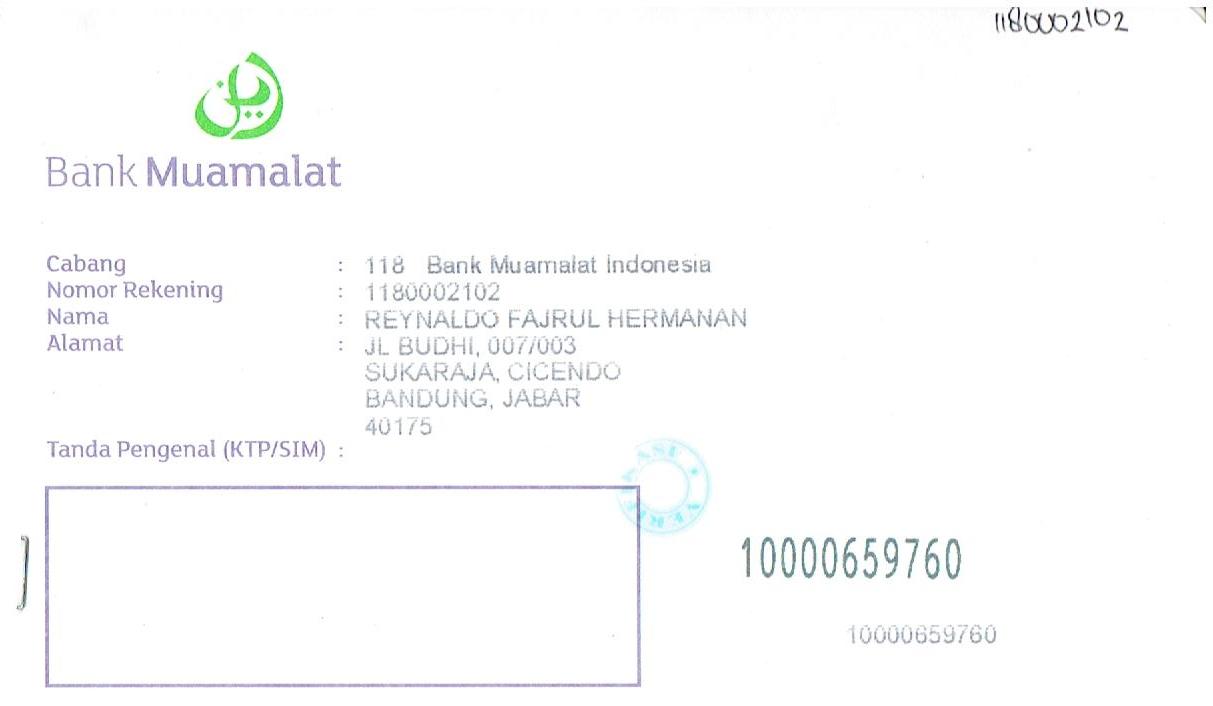 1180002102
Bank Muamalat
Cabang : 118 Bank Muamalat Indonesia
Nomor Rekening : 1180002102
Nama : REYNALDO FAJRUL HERMANAN
Alamat : JL BUDHI, 007/003
SUKARAJA, CICENDO
BANDUNG, JABAR
40175
Tanda Pengenal (KTP/SIM) :
10000659760
10000659760